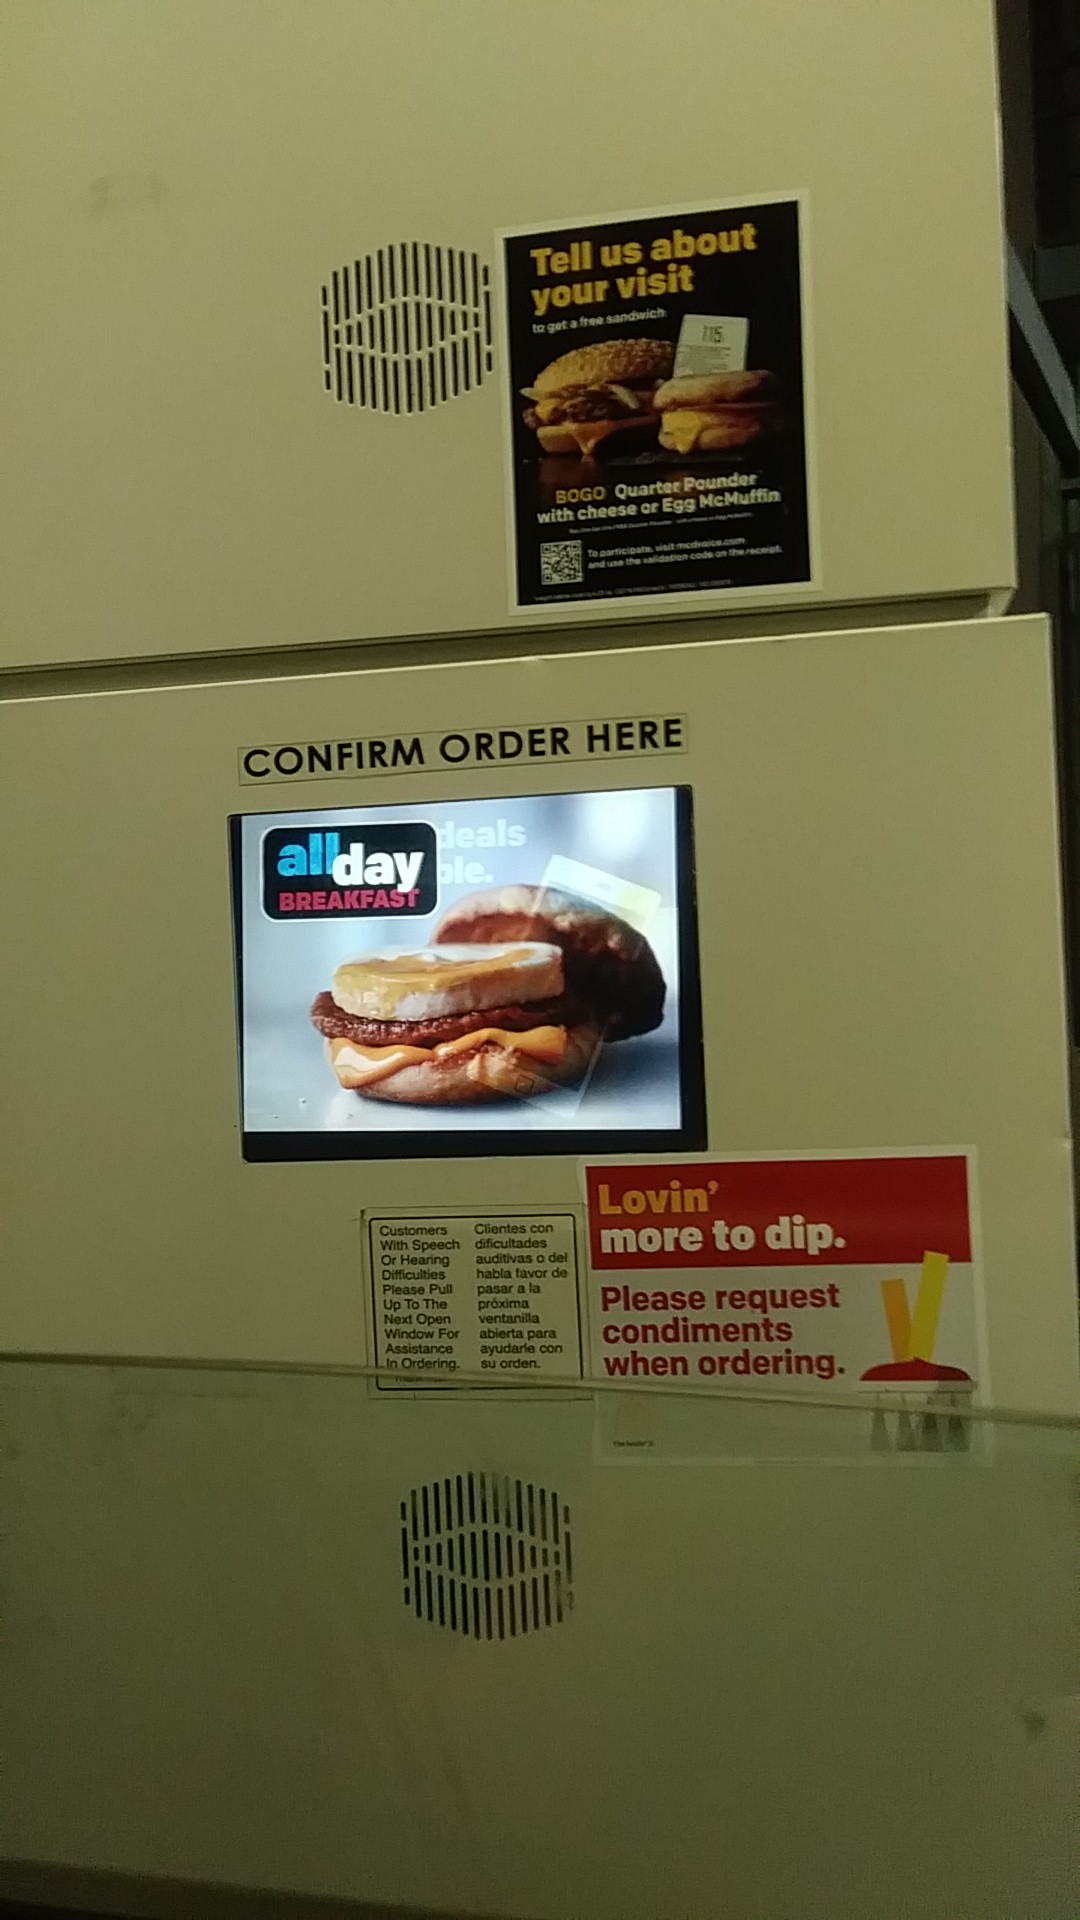 Tell us about
your visit
to get a free sandwich
115
BOGO Quarter Pounder
with cheese or Egg McMuffin
To participate, visit mcdvoice.com
and use the validation code on the receipt.
CONFIRM ORDER HERE
deals
all
day
BREAKFAST
Customers
With Speech
Or Hearing
Difficulties
Please Pull
Up To The
Next Open
Window For
Assistance
In Ordering.
Clientes con
dificultades
auditivas o del
habla favor de
pasar a la
próxima
ventanilla
abierta para
ayudarle con
su orden.
Lovin'
more to dip.
Please request
condiments
when ordering.